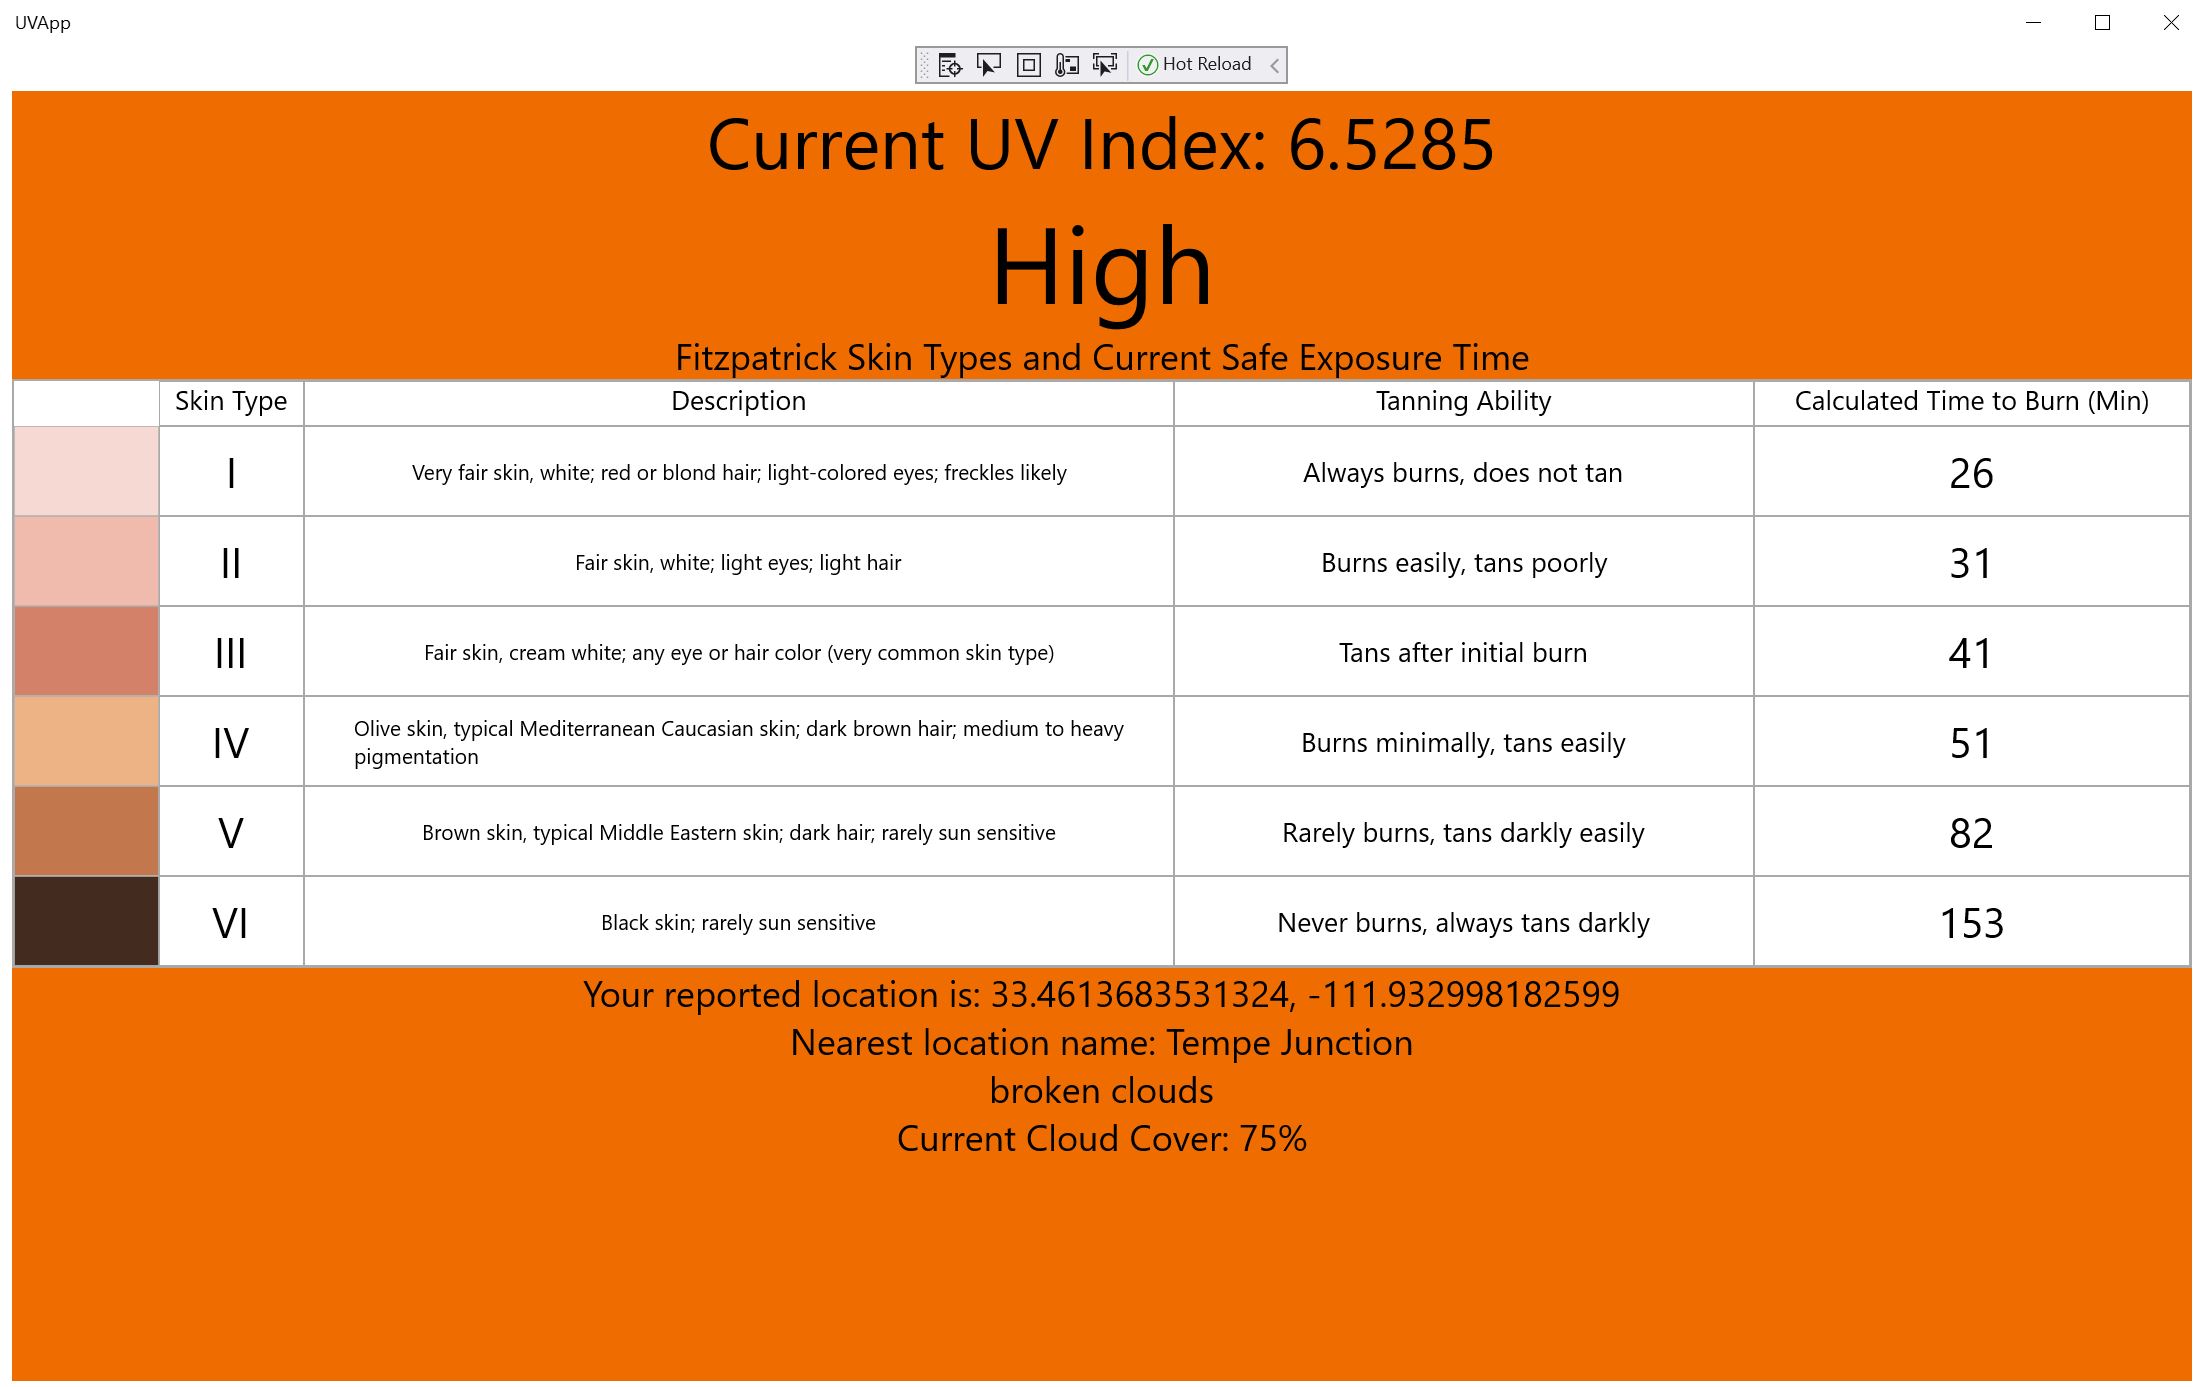 UVApp
Hot Reload
Current UV Index: 6.5285
High
Fitzpatrick Skin Types and Current Safe Exposure Time
Skin Type Description Tanning Ability Calculated Time to Burn (Min)
I Very fair skin, white; red or blond hair; light-colored eyes; freckles likely Always burns, does not tan 26
II Fair skin, white; light eyes; light hair Burns easily, tans poorly 31
III Fair skin, cream white; any eye or hair color (very common skin type) Tans after initial burn 41
IV Olive skin, typical Mediterranean Caucasian skin; dark brown hair; medium to heavy
pigmentation Burns minimally, tans easily 51
V Brown skin, typical Middle Eastern skin; dark hair; rarely sun sensitive Rarely burns, tans darkly easily 82
VI Black skin; rarely sun sensitive Never burns, always tans darkly 153
Your reported location is: 33.4613683531324, -111.932998182599
Nearest location name: Tempe Junction
broken clouds
Current Cloud Cover: 75%